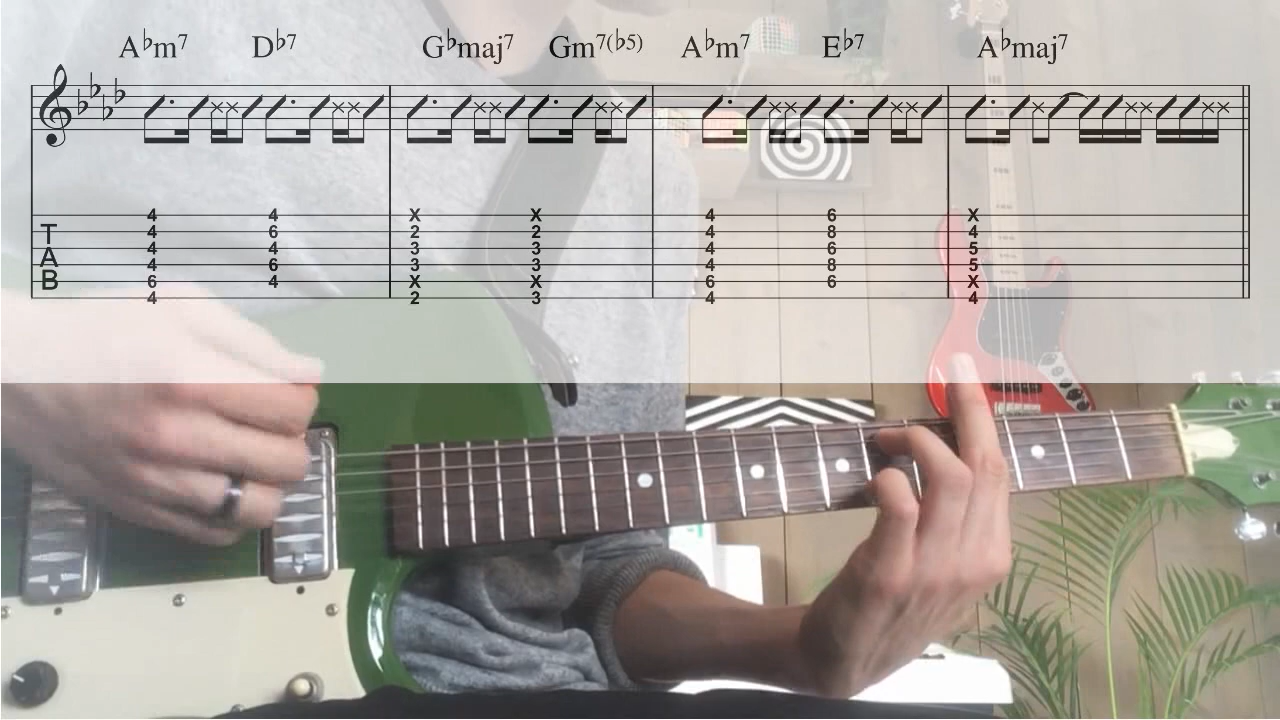 A♭m7 D♭7 G♭maj7 Gm7(♭5) A♭m7 E♭7 A♭maj7
4 4 X X 4 6 X
T 4 6 2 2 4 8 4
4 4 3 3 4 6 5
A 4 6 3 3 4 8 5
B 6 4 X X 6 6 X
4 2 3 4 4